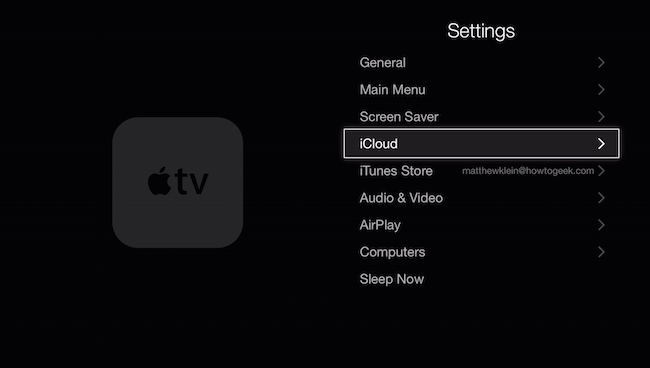 Settings
General
Main Menu
Screen Saver
iCloud
iTunes Store matthewklein@howtogeek.com
Audio & Video
AirPlay
Computers
Sleep Now
tv